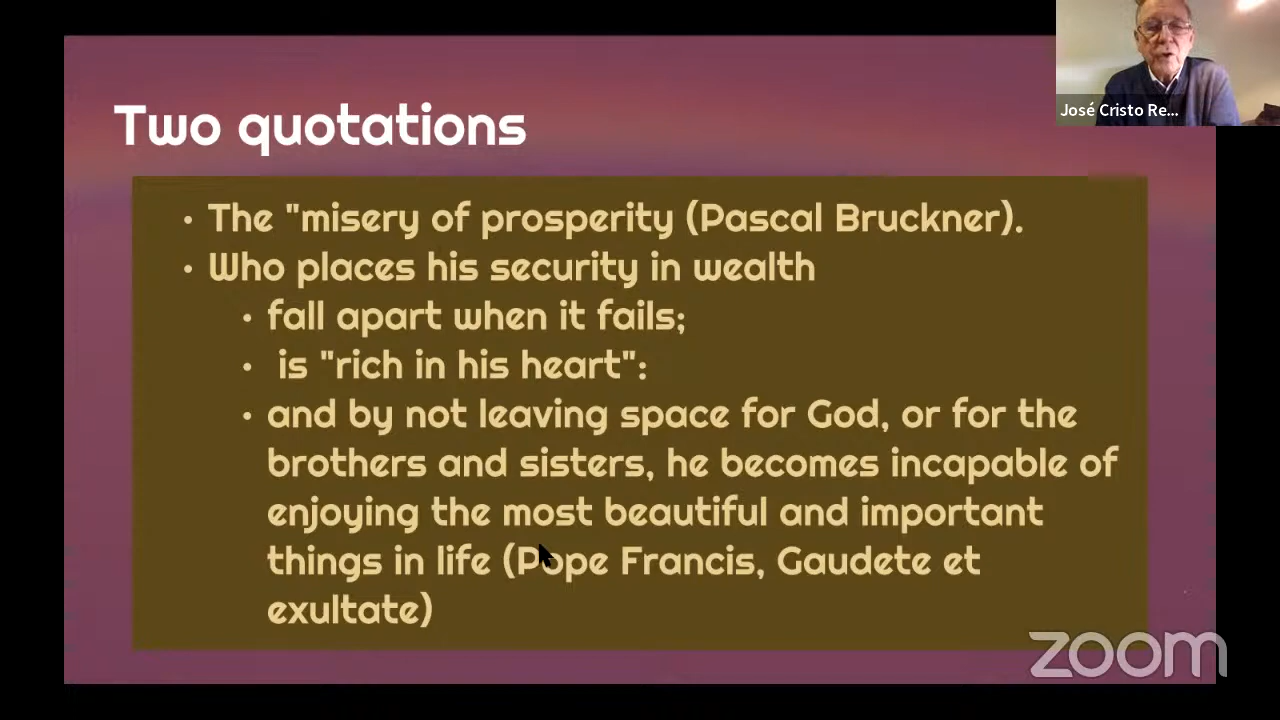 José Cristo Re...
Two quotations
• The "misery of prosperity (Pascal Bruckner).
• Who places his security in wealth
• fall apart when it fails;
• is "rich in his heart":
• and by not leaving space for God, or for the
brothers and sisters, he becomes incapable of
enjoying the most beautiful and important
things in life (Pope Francis, Gaudete et
exultate)
zoom